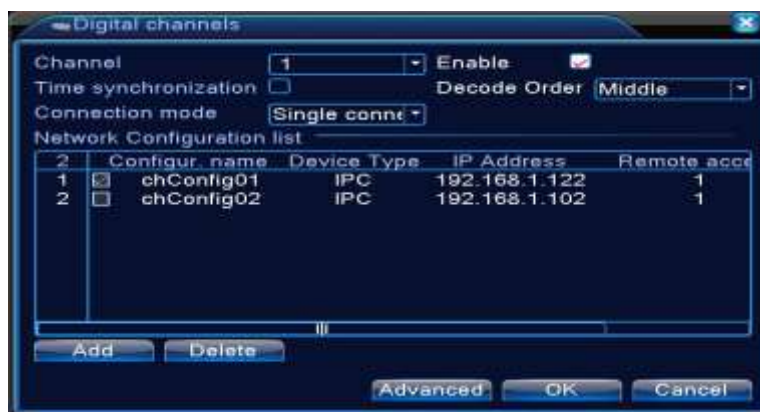 Digital channels
Channel 1 Enable
Time synchronization Decode Order Middle
Connection mode Single conne
Network Configuration list
2 Configur. name Device Type IP Address Remote acce
1 chConfig01 IPC 192.168.1.122 1
2 chConfig02 IPC 192.168.1.102 1
Add Delete
Advanced OK Cancel